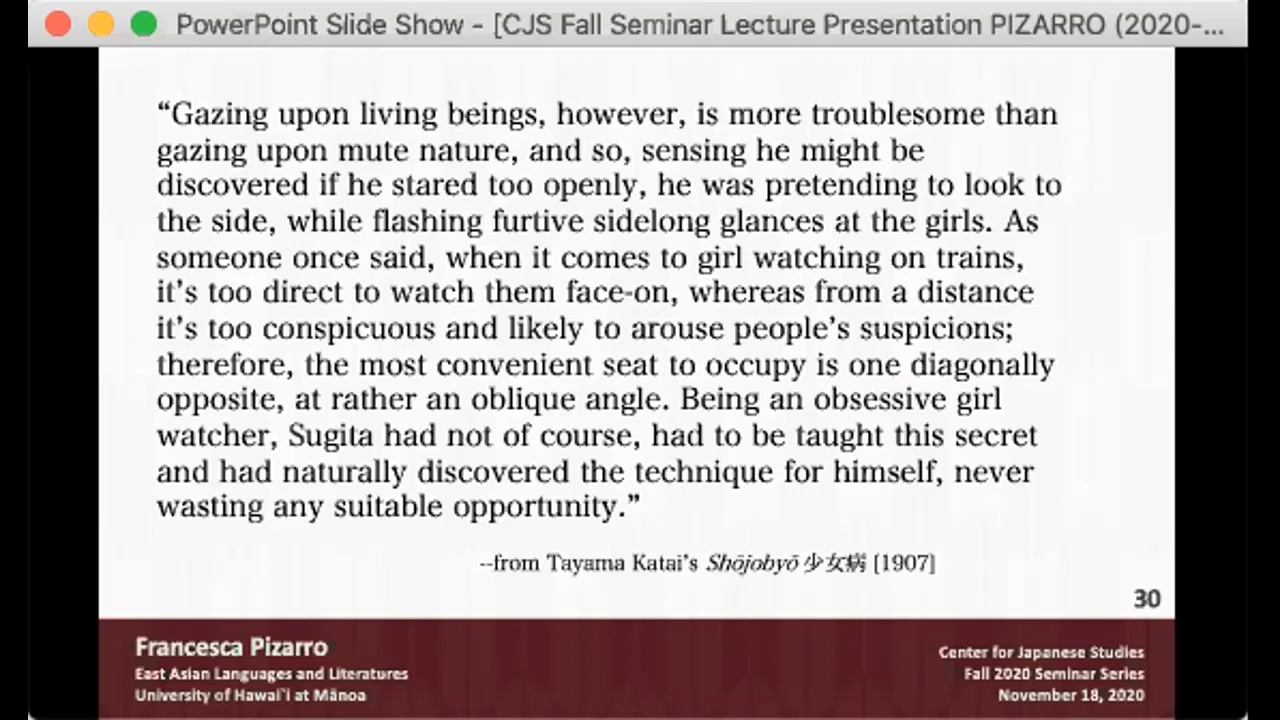 PowerPoint Slide Show - [CJS Fall Seminar Lecture Presentation PIZARRO (2020-...
“Gazing upon living beings, however, is more troublesome than
gazing upon mute nature, and so, sensing he might be
discovered if he stared too openly, he was pretending to look to
the side, while flashing furtive sidelong glances at the girls. As
someone once said, when it comes to girl watching on trains,
it’s too direct to watch them face-on, whereas from a distance
it’s too conspicuous and likely to arouse people’s suspicions;
therefore, the most convenient seat to occupy is one diagonally
opposite, at rather an oblique angle. Being an obsessive girl
watcher, Sugita had not of course, had to be taught this secret
and had naturally discovered the technique for himself, never
wasting any suitable opportunity.”
--from Tayama Katai’s Shōjobyō 少女病 [1907]
30
Francesca Pizarro
East Asian Languages and Literatures
University of Hawai`i at Mānoa
Center for Japanese Studies
Fall 2020 Seminar Series
November 18, 2020